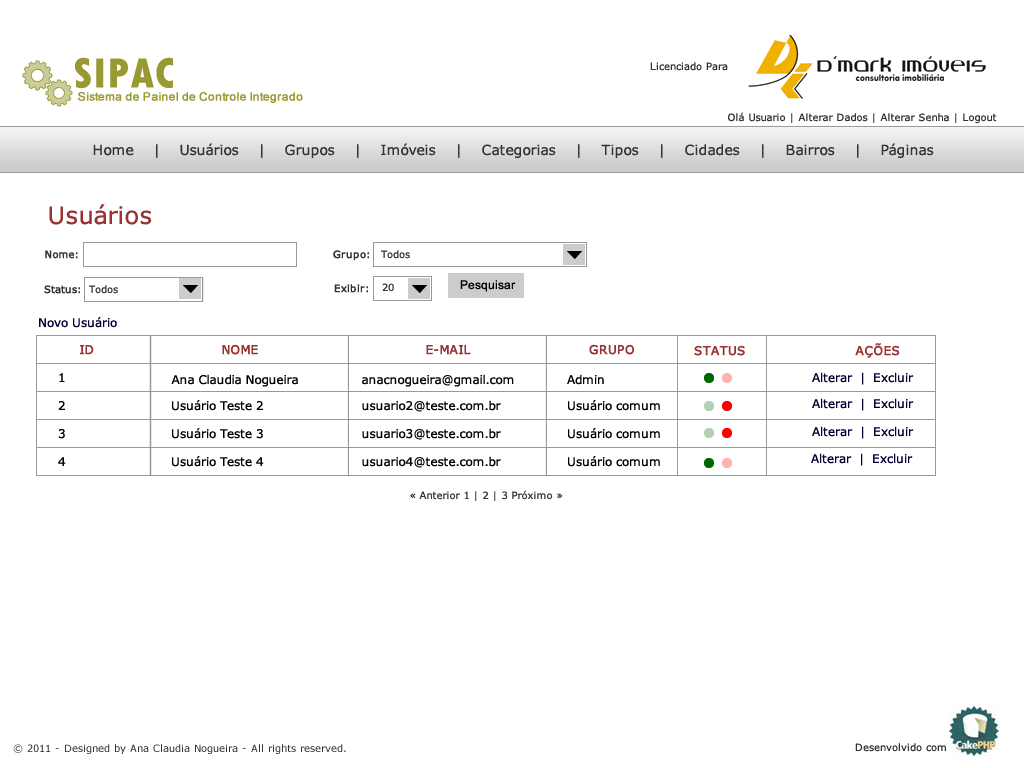 SIPAC
Sistema de Painel de Controle Integrado
Licenciado Para
D'mark imóveis
consultoria imobiliária
Olá Usuario | Alterar Dados | Alterar Senha | Logout
Home | Usuários | Grupos | Imóveis | Categorias | Tipos | Cidades | Bairros | Páginas
Usuários
Nome: Grupo: Todos
Status: Todos Exibir: 20 Pesquisar
Novo Usuário
ID NOME E-MAIL GRUPO STATUS AÇÕES
1 Ana Claudia Nogueira anacnogueira@gmail.com Admin Alterar | Excluir
2 Usuário Teste 2 usuario2@teste.com.br Usuário comum Alterar | Excluir
3 Usuário Teste 3 usuario3@teste.com.br Usuário comum Alterar | Excluir
4 Usuário Teste 4 usuario4@teste.com.br Usuário comum Alterar | Excluir
« Anterior 1 | 2 | 3 Próximo »
© 2011 - Designed by Ana Claudia Nogueira - All rights reserved.
Desenvolvido com CakePHP